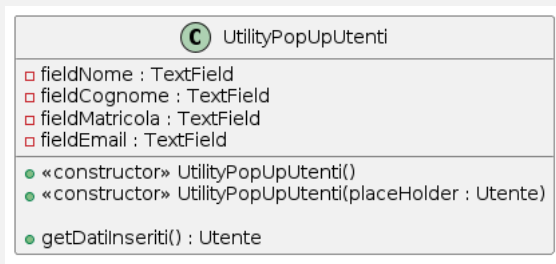 C UtilityPopUpUtenti
fieldNome : TextField
fieldCognome : TextField
fieldMatricola : TextField
fieldEmail : TextField
«constructor» UtilityPopUpUtenti()
«constructor» UtilityPopUpUtenti(placeHolder : Utente)
getDatiInseriti() : Utente